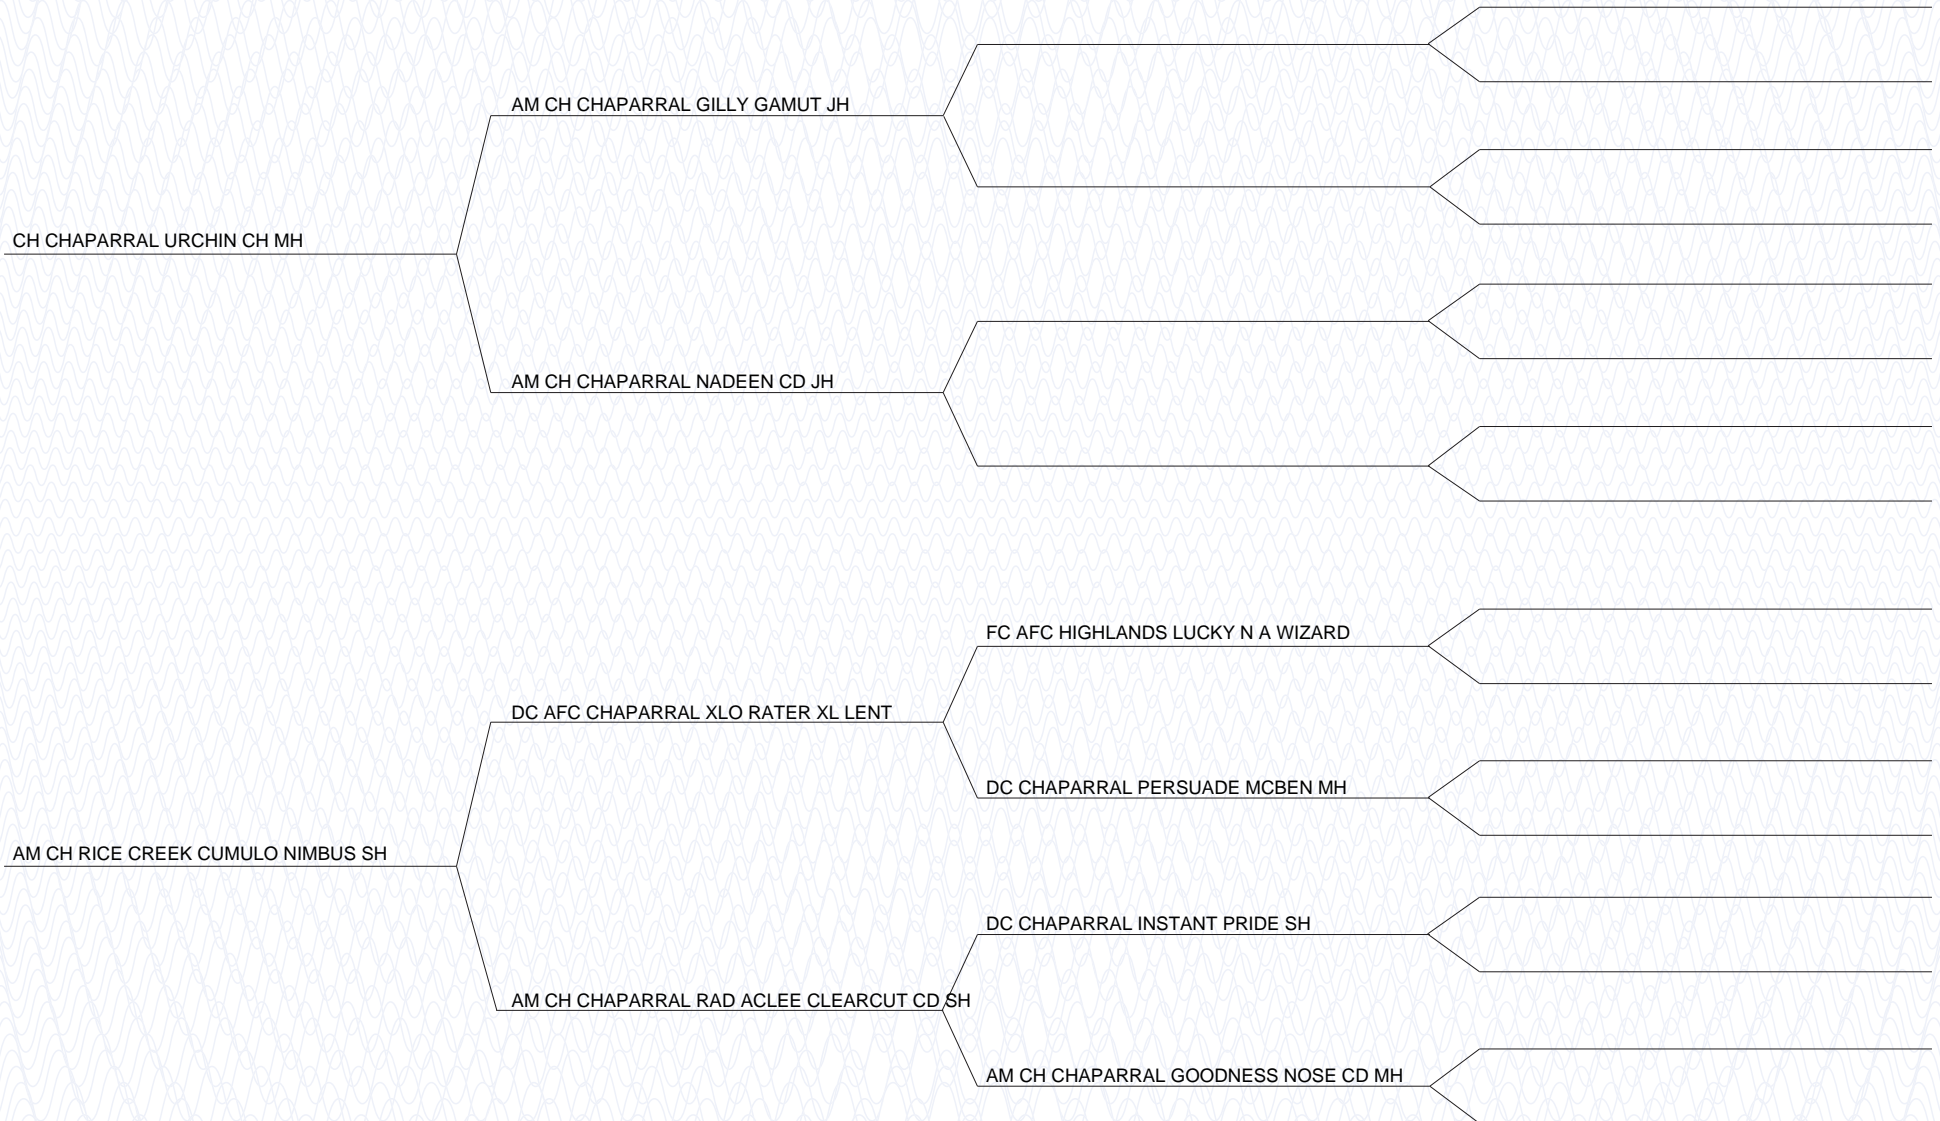 AM CH CHAPARRAL GILLY GAMUT JH
CH CHAPARRAL URCHIN CH MH
AM CH CHAPARRAL NADEEN CD JH
FC AFC HIGHLANDS LUCKY N A WIZARD
DC AFC CHAPARRAL XLO RATER XL LENT
DC CHAPARRAL PERSUADE MCBEN MH
AM CH RICE CREEK CUMULO NIMBUS SH
DC CHAPARRAL INSTANT PRIDE SH
AM CH CHAPARRAL RAD ACLEE CLEARCUT CD SH
AM CH CHAPARRAL GOODNESS NOSE CD MH